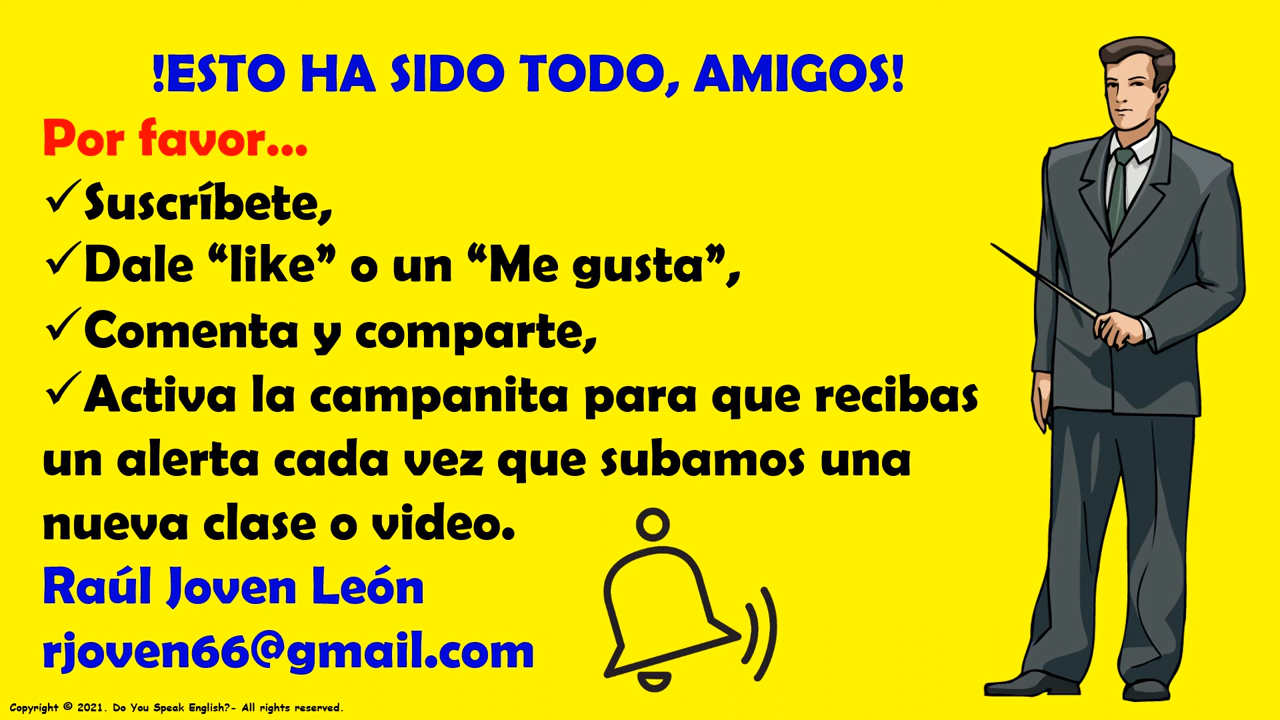 !ESTO HA SIDO TODO, AMIGOS!
Por favor...
✓Suscríbete,
✓Dale “like” o un “Me gusta”,
✓Comenta y comparte,
✓Activa la campanita para que recibas
un alerta cada vez que subamos una
nueva clase o video.
Raúl Joven León
rjoven66@gmail.com
Copyright © 2021. Do You Speak English?- All rights reserved.